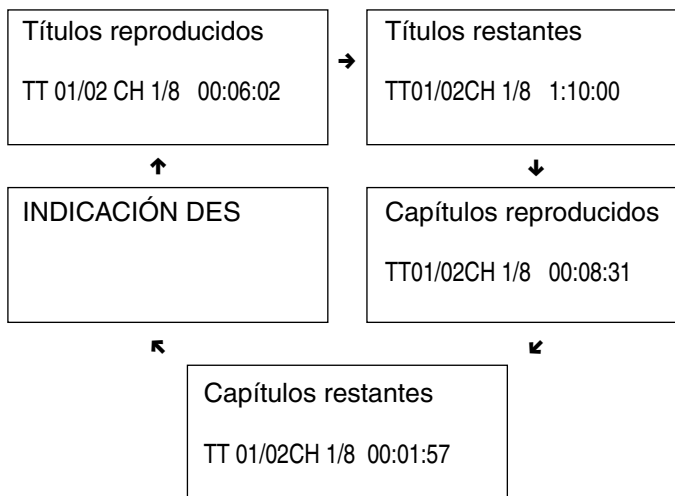 Títulos reproducidos
TT 01/02 CH 1/8 00:06:02
Títulos restantes
TT01/02CH 1/8 1:10:00
Capítulos reproducidos
TT01/02CH 1/8 00:08:31
Capítulos restantes
TT 01/02CH 1/8 00:01:57
INDICACIÓN DES